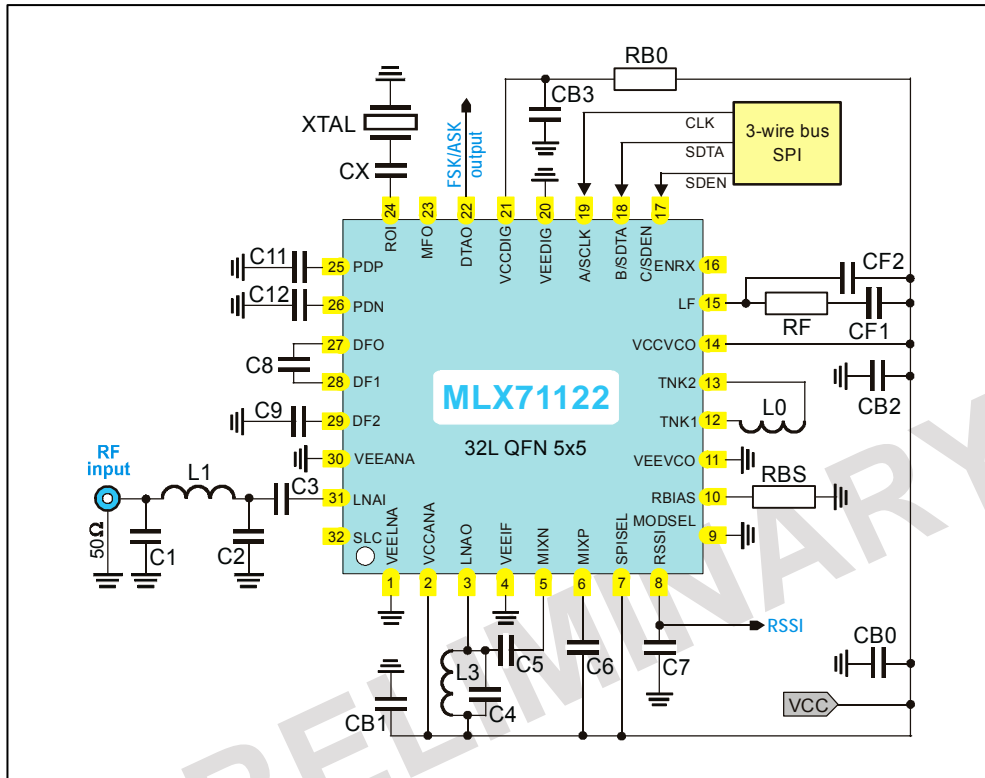 RB0
CB3
XTAL
CX
FSK/ASK
output
CLK
SDTA
SDEN
3-wire bus
SPI
24
23
22
21
20
19
18
17
ROI
MFO
DTAO
VCCDIG
VEEDIG
A/SCLK
B/SDTA
C/SDEN
C11
25
PDP
ENRX
16
C12
26
PDN
LF
15
CF2
RF
CF1
27
DFO
VCCVCO
14
C8
28
DF1
TNK2
13
CB2
C9
29
DF2
TNK1
12
L0
MLX71122
32L QFN 5x5
30
VEEANA
VEEVCO
11
RF
input
L1
C3
31
LNAI
RBIAS
10
RBS
50Ω
C1
C2
32
SLC
MODSEL
9
VEELNA
VCCANA
LNAO
VEEIF
MIXN
MIXP
SPISEL
RSSI
1
2
3
4
5
6
7
8
RSSI
CB1
L3
C4
C5
C6
C7
CB0
VCC
PRELIMINARY